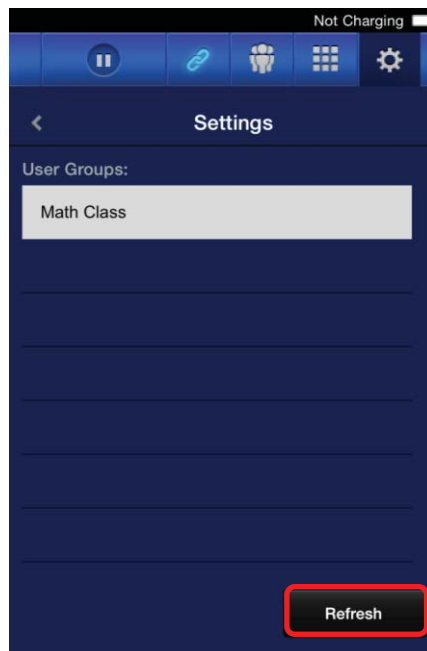 Not Charging
Settings
User Groups:
Math Class
Refresh